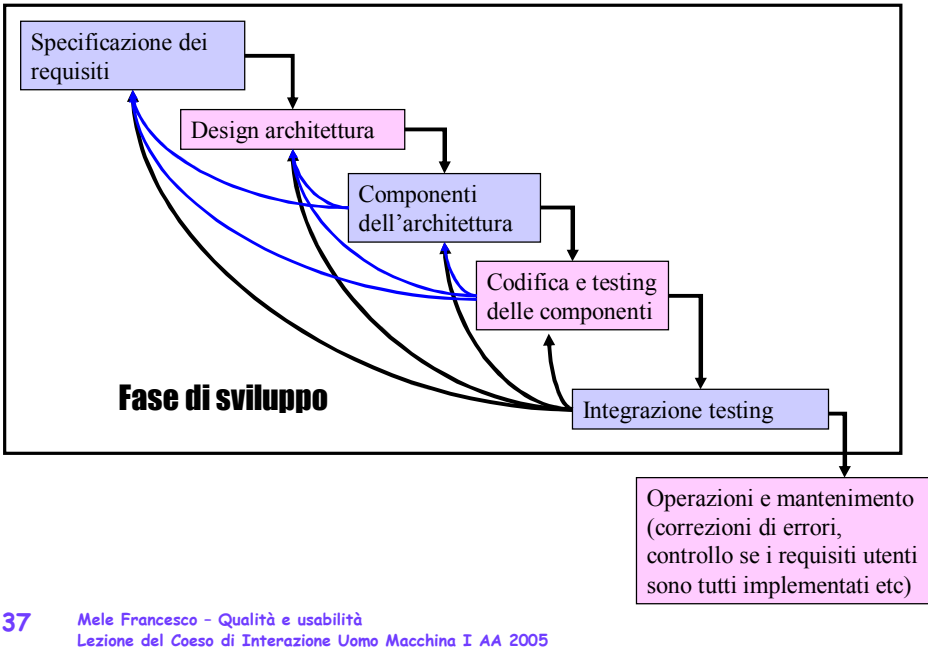 Specificazione dei
requisiti
Design architettura
Componenti
dell'architettura
Codifica e testing
delle componenti
Fase di sviluppo
Integrazione testing
Operazioni e mantenimento
(correzioni di errori,
controllo se i requisiti utenti
sono tutti implementati etc)
37 Mele Francesco – Qualità e usabilità
Lezione del Coeso di Interazione Uomo Macchina I AA 2005